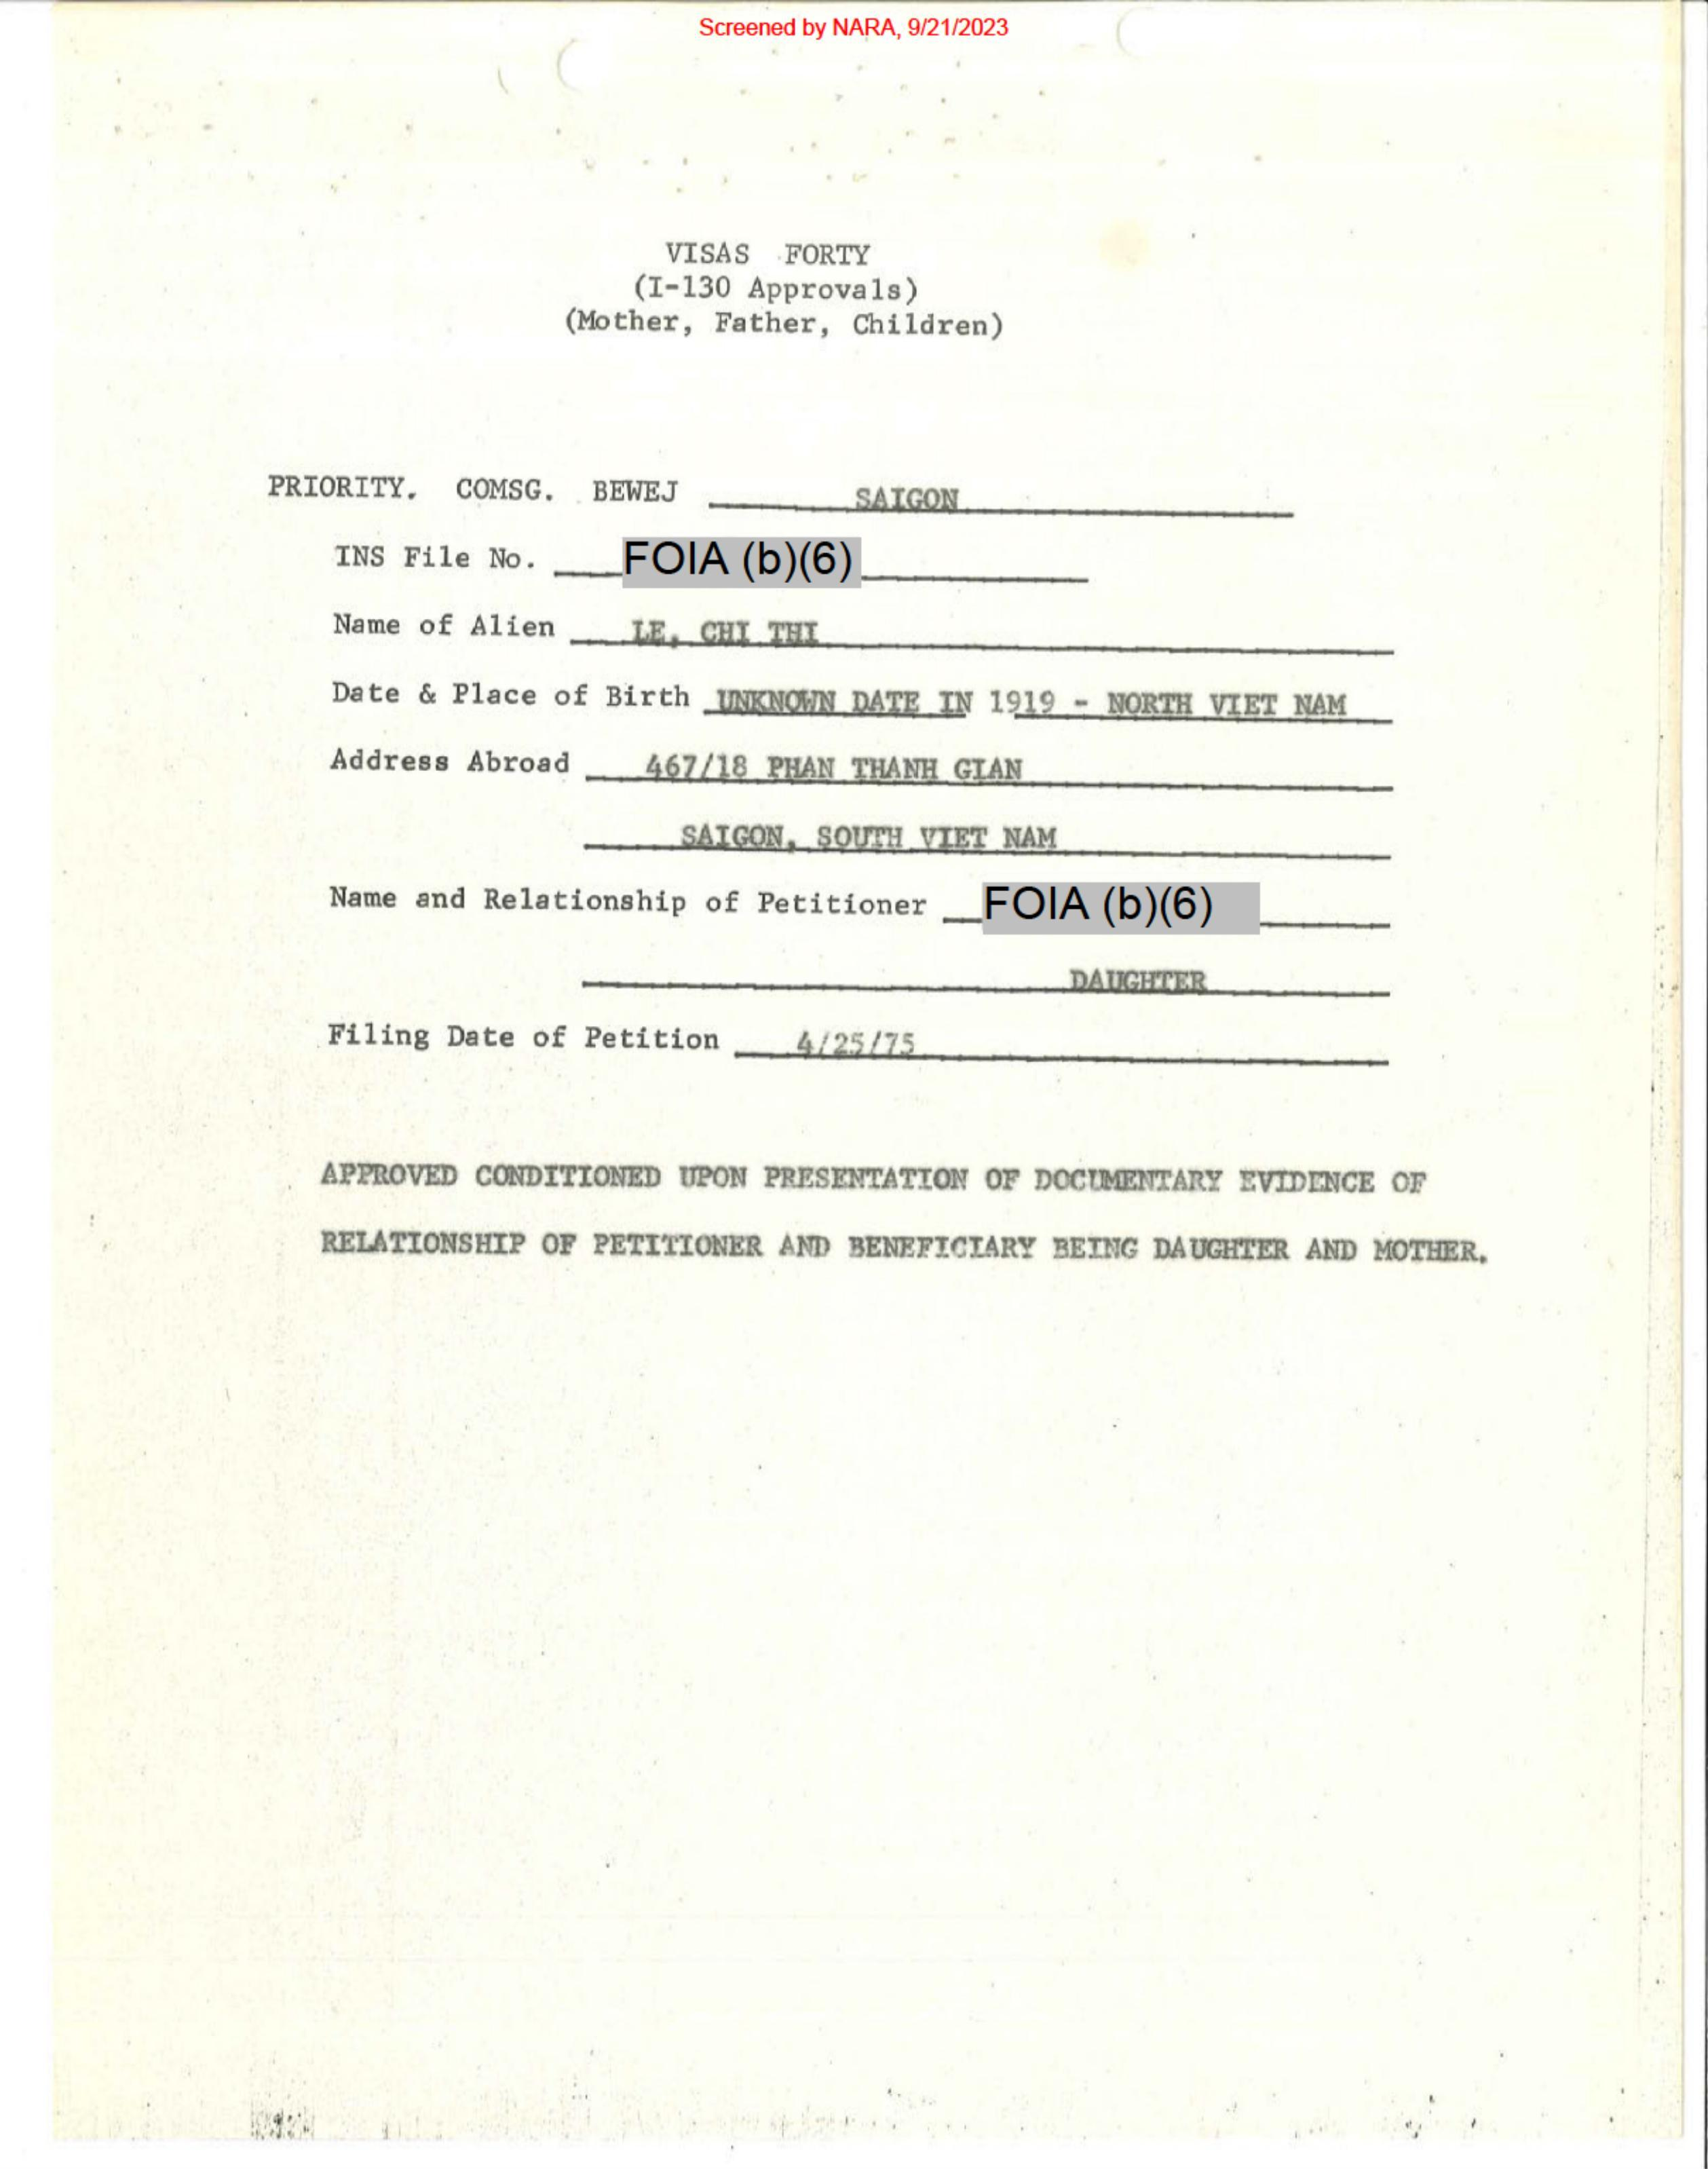 Screened by NARA, 9/21/2023
VISAS FORTY
(I-130 Approvals)
(Mother, Father, Children)
PRIORITY. COMSG. BEWEJ SAIGON
INS File No. FOIA (b)(6)
Name of Alien LE, CHI THI
Date & Place of Birth UNKNOWN DATE IN 1919 - NORTH VIET NAM
Address Abroad 467/18 PHAN THANH GIAN
SAIGON, SOUTH VIET NAM
Name and Relationship of Petitioner FOIA (b)(6)
DAUGHTER
Filing Date of Petition 4/25/75
APPROVED CONDITIONED UPON PRESENTATION OF DOCUMENTARY EVIDENCE OF
RELATIONSHIP OF PETITIONER AND BENEFICIARY BEING DAUGHTER AND MOTHER.